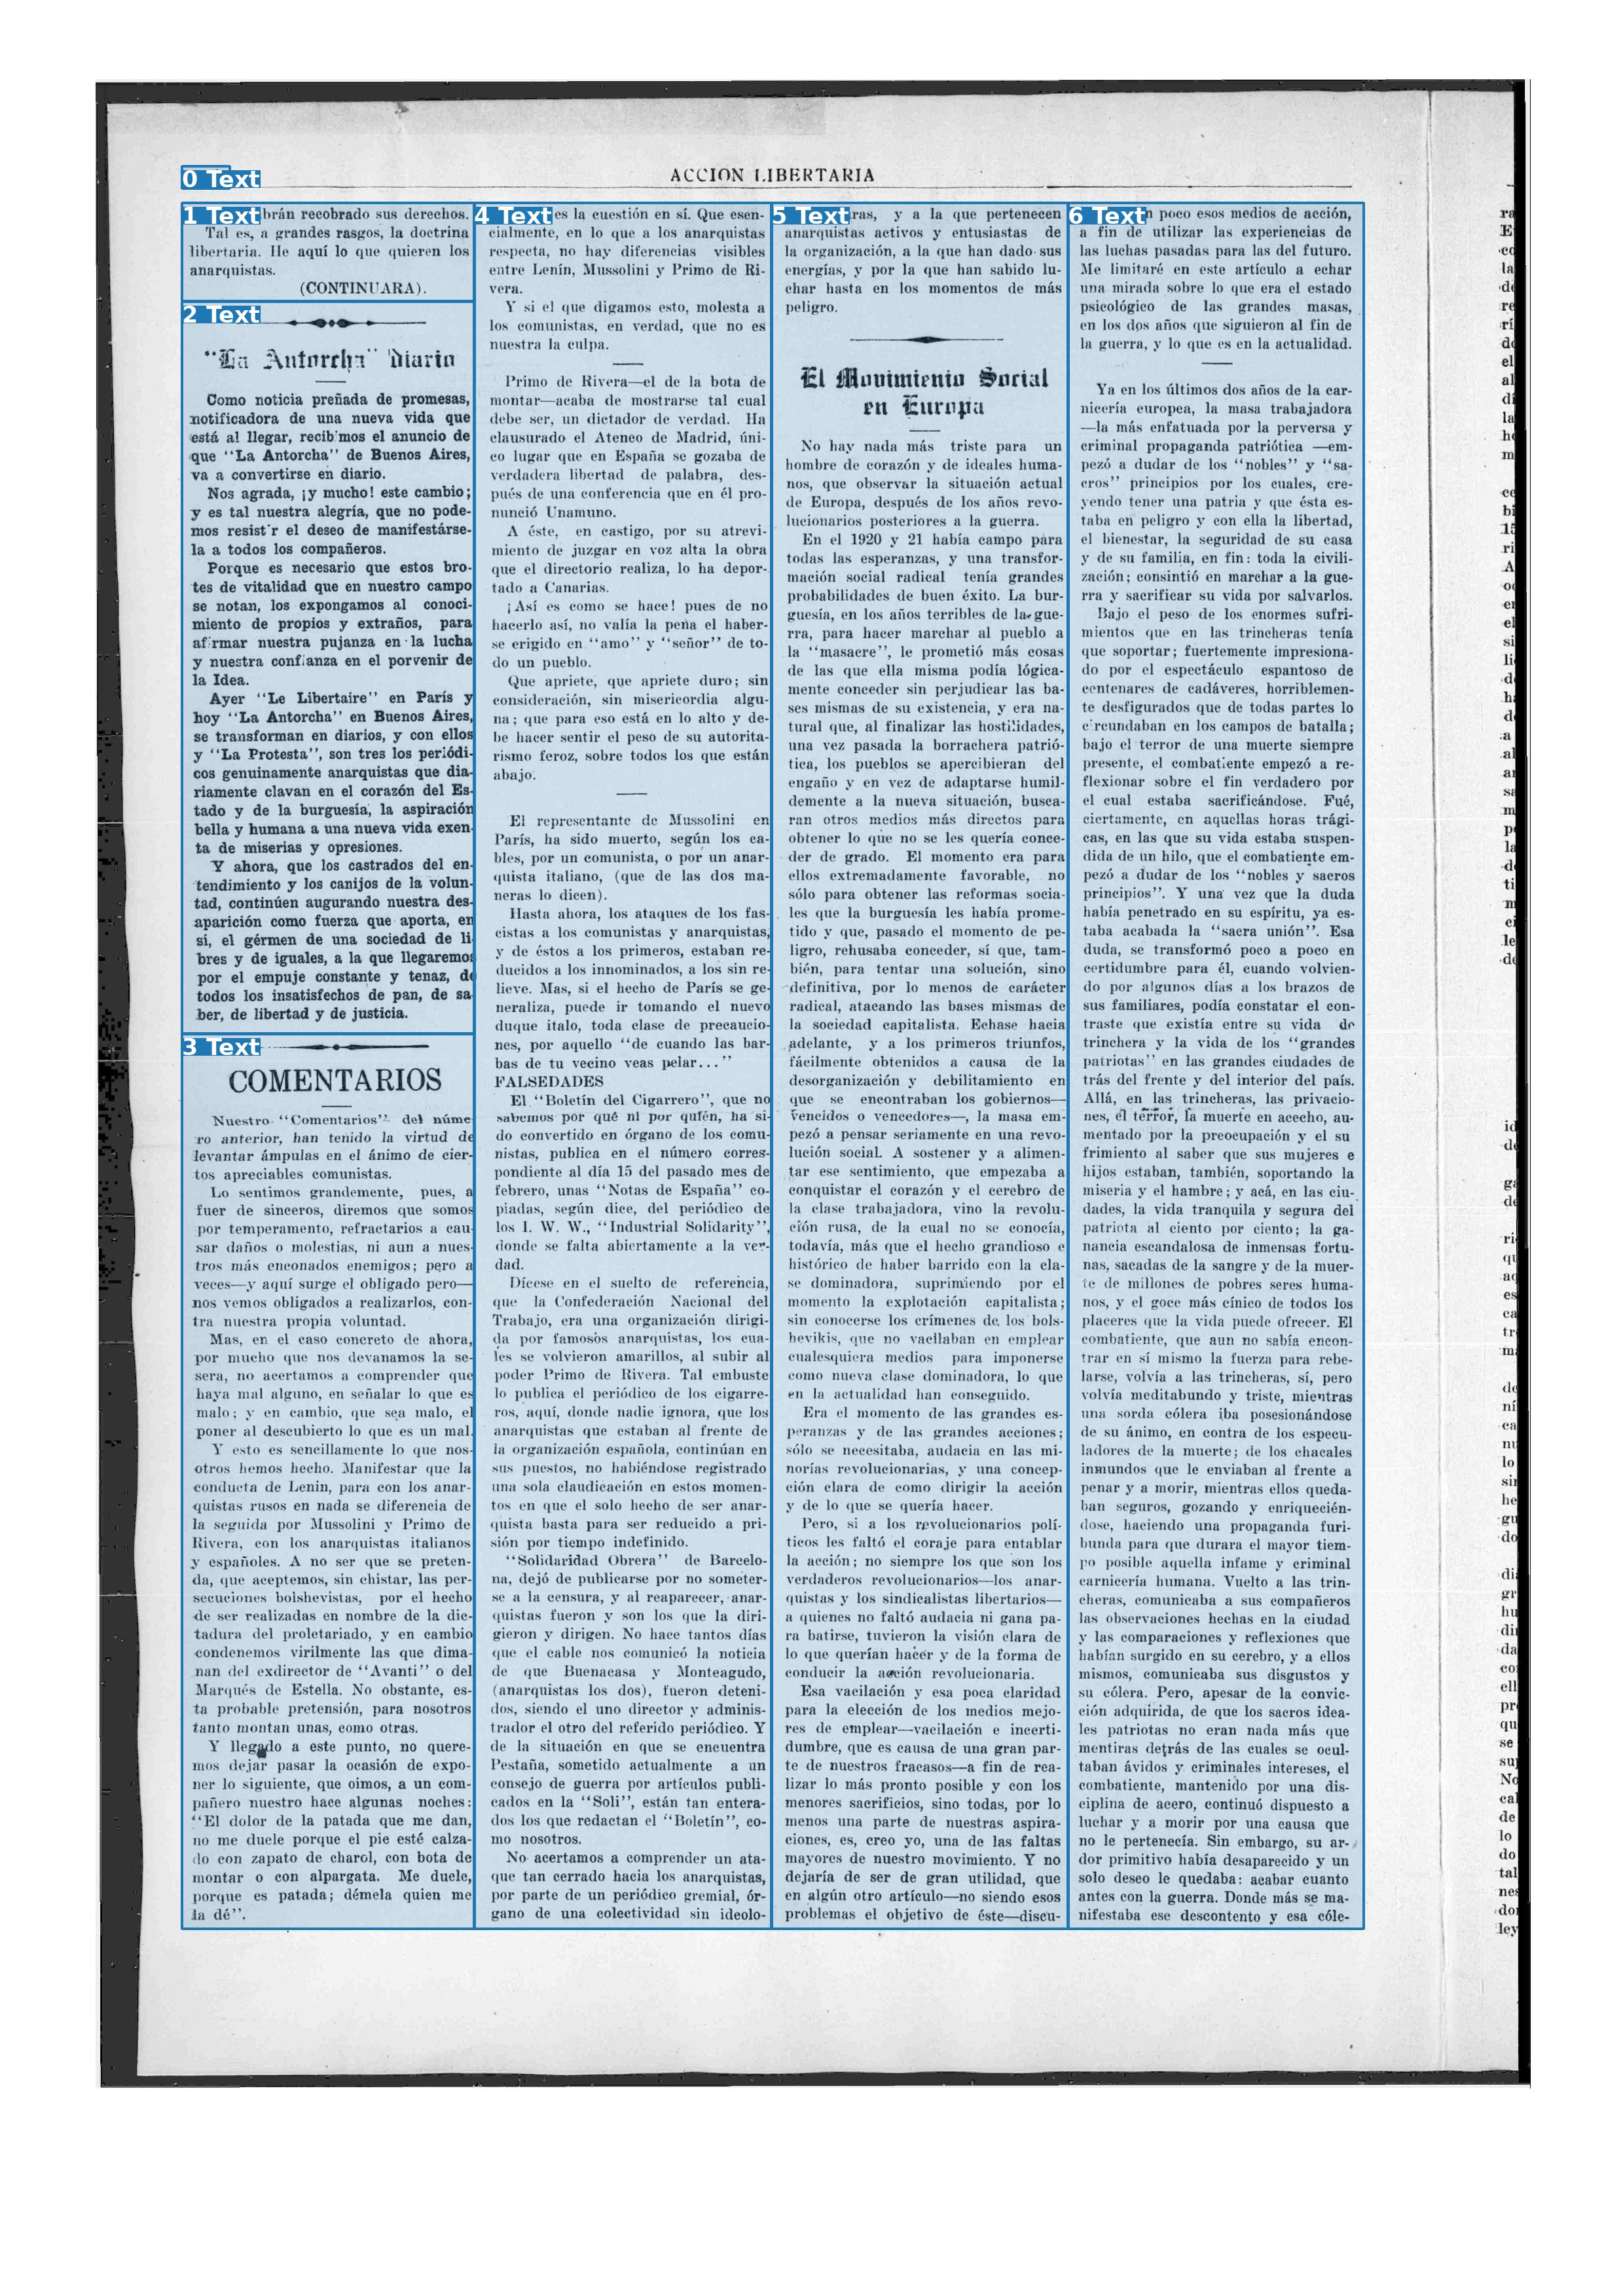 ACCION LIBERTARIA
0 Text
1 Text
brán recobrado sus derechos.
Tal es, a grandes rasgos, la doctrina
libertaria. He aquí lo que quieren los
anarquistas.
(CONTINUARA).
2 Text
"La Antorcha" Diario
Como noticia preñada de promesas,
notificadora de una nueva vida que
está al llegar, recibimos el anuncio de
que "La Antorcha" de Buenos Aires,
va a convertirse en diario.
Nos agrada, ¡y mucho! este cambio;
y es tal nuestra alegría, que no pode-
mos resistir el deseo de manifestárse-
la a todos los compañeros.
Porque es necesario que estos bro-
tes de vitalidad que en nuestro campo
se notan, los expongamos al conoci-
miento de propios y extraños, para
afirmar nuestra pujanza en la lucha
y nuestra confianza en el porvenir de
la Idea.
Ayer "Le Libertaire" en París y
hoy "La Antorcha" en Buenos Aires,
se transforman en diarios, y con ellos
y "La Protesta", son tres los periódi-
cos genuinamente anarquistas que dia-
riamente clavan en el corazón del Es-
tado y de la burguesía, la aspiración
bella y humana a una nueva vida exen-
ta de miserias y opresiones.
Y ahora, que los castrados del en-
tendimiento y los canijos de la volun-
tad, continúen augurando nuestra des-
aparición como fuerza que aporta, en
sí, el gérmen de una sociedad de li
bres y de iguales, a la que llegaremos
por el empuje constante y tenaz, de
todos los insatisfechos de pan, de sa
ber, de libertad y de justicia.
3 Text
COMENTARIOS
Nuestro "Comentarios" del núme
ro anterior, han tenido la virtud de
levantar ámpulas en el ánimo de cier-
tos apreciables comunistas.
Lo sentimos grandemente, pues, a
fuer de sinceros, diremos que somos
por temperamento, refractarios a cau-
sar daños o molestias, ni aun a nues-
tros más enconados enemigos; pero a
veces—y aquí surge el obligado pero—
nos vemos obligados a realizarlos, con-
tra nuestra propia voluntad.
Mas, en el caso concreto de ahora,
por mucho que nos devanamos la se-
sera, no acertamos a comprender que
haya mal alguno, en señalar lo que es
malo; y en cambio, que sea malo, el
poner al descubierto lo que es un mal.
Y esto es sencillamente lo que nos-
otros hemos hecho. Manifestar que la
conducta de Lenin, para con los anar-
quistas rusos en nada se diferencia de
la seguida por Mussolini y Primo de
Rivera, con los anarquistas italianos
y españoles. A no ser que se preten-
da, que aceptemos, sin chistar, las per-
secuciones bolshevistas, por el hecho
de ser realizadas en nombre de la dic-
tadura del proletariado, y en cambio
condenemos virilmente las que dima-
nan del exdirector de "Avanti" o del
Marqués de Estella. No obstante, es-
ta probable pretensión, para nosotros
tanto montan unas, como otras.
Y llegado a este punto, no quere-
mos dejar pasar la ocasión de expo-
ner lo siguiente, que oimos, a un com-
pañero nuestro hace algunas noches:
"El dolor de la patada que me dan,
no me duele porque el pie esté calza-
do con zapato de charol, con bota de
montar o con alpargata. Me duele,
porque es patada; démela quien me
la dé".
4 Text
es la cuestión en sí. Que esen-
cialmente, en lo que a los anarquistas
respecta, no hay diferencias visibles
entre Lenín, Mussolini y Primo de Ri-
vera.
Y si el que digamos esto, molesta a
los comunistas, en verdad, que no es
nuestra la culpa.
Primo de Rivera—el de la bota de
montar—acaba de mostrarse tal cual
debe ser, un dictador de verdad. Ha
clausurado el Ateneo de Madrid, úni-
co lugar que en España se gozaba de
verdadera libertad de palabra, des-
pués de una conferencia que en él pro-
nunció Unamuno.
A éste, en castigo, por su atrevi-
miento de juzgar en voz alta la obra
que el directorio realiza, lo ha depor-
tado a Canarias.
¡Así es como se hace! pues de no
hacerlo así, no valía la pena el haber-
se erigido en "amo" y "señor" de to-
do un pueblo.
Que apriete, que apriete duro; sin
consideración, sin misericordia algu-
na; que para eso está en lo alto y de-
be hacer sentir el peso de su autorita-
rismo feroz, sobre todos los que están
abajo.
El representante de Mussolini en
París, ha sido muerto, según los ca-
bles, por un comunista, o por un anar-
quista italiano, (que de las dos ma-
neras lo dicen).
Hasta ahora, los ataques de los fas-
cistas a los comunistas y anarquistas,
y de éstos a los primeros, estaban re-
ducidos a los innominados, a los sin re-
lieve. Mas, si el hecho de París se ge-
neraliza, puede ir tomando el nuevo
duque italo, toda clase de precaucio-
nes, por aquello "de cuando las bar-
bas de tu vecino veas pelar..."
FALSEDADES
El "Boletín del Cigarrero", que no
sabemos por qué ni por quién, ha si-
do convertido en órgano de los comu-
nistas, publica en el número corres-
pondiente al día 15 del pasado mes de
febrero, unas "Notas de España" co-
piadas, según dice, del periódico de
los I. W. W., "Industrial Solidarity",
donde se falta abiertamente a la ver-
dad.
Dícese en el suelto de referencia,
que la Confederación Nacional del
Trabajo, era una organización dirigi-
da por famosos anarquistas, los cua-
les se volvieron amarillos, al subir al
poder Primo de Rivera. Tal embuste
lo publica el periódico de los cigarre-
ros, aquí, donde nadie ignora, que los
anarquistas que estaban al frente de
la organización española, continúan en
sus puestos, no habiéndose registrado
una sola claudicación en estos momen-
tos en que el solo hecho de ser anar-
quista basta para ser reducido a pri-
sión por tiempo indefinido.
"Solidaridad Obrera" de Barcelo-
na, dejó de publicarse por no someter-
se a la censura, y al reaparecer, anar-
quistas fueron y son los que la diri-
gieron y dirigen. No hace tantos días
que el cable nos comunicó la noticia
de que Buenacasa y Monteagudo,
(anarquistas los dos), fueron deteni-
dos, siendo el uno director y adminis-
trador el otro del referido periódico. Y
de la situación en que se encuentra
Pestaña, sometido actualmente a un
consejo de guerra por artículos publi-
cados en la "Soli", están tan entera-
dos los que redactan el "Boletín", co-
mo nosotros.
No acertamos a comprender un ata-
que tan cerrado hacia los anarquistas,
por parte de un periódico gremial, ór-
gano de una colectividad sin ideolo-
5 Text
ras, y a la que pertenecen
anarquistas activos y entusiastas de
la organización, a la que han dado sus
energías, y por la que han sabido lu-
char hasta en los momentos de más
peligro.
El Movimiento Social
en Europa
No hay nada más triste para un
hombre de corazón y de ideales huma-
nos, que observar la situación actual
de Europa, después de los años revo-
lucionarios posteriores a la guerra.
En el 1920 y 21 había campo para
todas las esperanzas, y una transfor-
mación social radical tenía grandes
probabilidades de buen éxito. La bur-
guesía, en los años terribles de la gue-
rra, para hacer marchar al pueblo a
la "masacre", le prometió más cosas
de las que ella misma podía lógica-
mente conceder sin perjudicar las ba-
ses mismas de su existencia, y era na-
tural que, al finalizar las hostilidades,
una vez pasada la borrachera patrió-
tica, los pueblos se apercibieran del
engaño y en vez de adaptarse humil-
demente a la nueva situación, busca-
ran otros medios más directos para
obtener lo que no se les quería conce-
der de grado. El momento era para
ellos extremadamente favorable, no
sólo para obtener las reformas socia-
les que la burguesía les había prome-
tido y que, pasado el momento de pe-
ligro, rehusaba conceder, sí que, tam-
bién, para tentar una solución, sino
definitiva, por lo menos de carácter
radical, atacando las bases mismas de
la sociedad capitalista. Echase hacia
adelante, y a los primeros triunfos,
fácilmente obtenidos a causa de la
desorganización y debilitamiento en
que se encontraban los gobiernos—
vencidos o vencedores—, la masa em-
pezó a pensar seriamente en una revo-
lución social. A sostener y a alimen-
tar ese sentimiento, que empezaba a
conquistar el corazón y el cerebro de
la clase trabajadora, vino la revolu-
ción rusa, de la cual no se conocía,
todavía, más que el hecho grandioso e
histórico de haber barrido con la cla-
se dominadora, suprimiendo por el
momento la explotación capitalista;
sin conocerse los crímenes de los bols-
hevikis, que no vacilaban en emplear
cualesquiera medios para imponerse
como nueva clase dominadora, lo que
en la actualidad han conseguido.
Era el momento de las grandes es-
peranzas y de las grandes acciones;
sólo se necesitaba, audacia en las mi-
norías revolucionarias, y una concep-
ción clara de como dirigir la acción
y de lo que se quería hacer.
Pero, si a los revolucionarios polí-
ticos les faltó el coraje para entablar
la acción; no siempre los que son los
verdaderos revolucionarios—los anar-
quistas y los sindicalistas libertarios—
a quienes no faltó audacia ni gana pa-
ra batirse, tuvieron la visión clara de
lo que querían hacer y de la forma de
conducir la acción revolucionaria.
Esa vacilación y esa poca claridad
para la elección de los medios mejo-
res de emplear—vacilación e incerti-
dumbre, que es causa de una gran par-
te de nuestros fracasos—a fin de rea-
lizar lo más pronto posible y con los
menores sacrificios, sino todas, por lo
menos una parte de nuestras aspira-
ciones, es, creo yo, una de las faltas
mayores de nuestro movimiento. Y no
dejaría de ser de gran utilidad, que
en algún otro artículo—no siendo esos
problemas el objetivo de éste—discu-
6 Text
n poco esos medios de acción,
a fin de utilizar las experiencias de
las luchas pasadas para las del futuro.
Me limitaré en este artículo a echar
una mirada sobre lo que era el estado
psicológico de las grandes masas,
en los dos años que siguieron al fin de
la guerra, y lo que es en la actualidad.
Ya en los últimos dos años de la car-
nicería europea, la masa trabajadora
—la más enfatuada por la perversa y
criminal propaganda patriótica —em-
pezó a dudar de los "nobles" y "sa-
cros" principios por los cuales, cre-
yendo tener una patria y que ésta es-
taba en peligro y con ella la libertad,
el bienestar, la seguridad de su casa
y de su familia, en fin: toda la civili-
zación; consintió en marchar a la gue-
rra y sacrificar su vida por salvarlos.
Bajo el peso de los enormes sufri-
mientos que en las trincheras tenía
que soportar; fuertemente impresiona-
do por el espectáculo espantoso de
centenares de cadáveres, horriblemen-
te desfigurados que de todas partes lo
circundaban en los campos de batalla;
bajo el terror de una muerte siempre
presente, el combatiente empezó a re-
flexionar sobre el fin verdadero por
el cual estaba sacrificándose. Fué,
ciertamente, en aquellas horas trági-
cas, en las que su vida estaba suspen-
dida de un hilo, que el combatiente em-
pezó a dudar de los "nobles y sacros
principios". Y una vez que la duda
había penetrado en su espíritu, ya es-
taba acabada la "sacra unión". Esa
duda, se transformó poco a poco en
certidumbre para él, cuando volvien-
do por algunos días a los brazos de
sus familiares, podía constatar el con-
traste que existía entre su vida de
trinchera y la vida de los "grandes
patriotas" en las grandes ciudades de
trás del frente y del interior del país.
Allá, en las trincheras, las privacio-
nes, el terror, la muerte en acecho, au-
mentado por la preocupación y el su
frimiento al saber que sus mujeres e
hijos estaban, también, soportando la
miseria y el hambre; y acá, en las ciu-
dades, la vida tranquila y segura del
patriota al ciento por ciento; la ga-
nancia escandalosa de inmensas fortu-
nas, sacadas de la sangre y de la muer-
te de millones de pobres seres huma-
nos, y el goce más cínico de todos los
placeres que la vida puede ofrecer. El
combatiente, que aun no sabía encon-
trar en sí mismo la fuerza para rebe-
larse, volvía a las trincheras, sí, pero
volvía meditabundo y triste, mientras
una sorda cólera iba posesionándose
de su ánimo, en contra de los especu-
ladores de la muerte; de los chacales
inmundos que le enviaban al frente a
penar y a morir, mientras ellos queda-
ban seguros, gozando y enriquecién-
dose, haciendo una propaganda furi-
bunda para que durara el mayor tiem-
po posible aquella infame y criminal
carnicería humana. Vuelto a las trin-
cheras, comunicaba a sus compañeros
las observaciones hechas en la ciudad
y las comparaciones y reflexiones que
habían surgido en su cerebro, y a ellos
mismos, comunicaba sus disgustos y
su cólera. Pero, apesar de la convic-
ción adquirida, de que los sacros idea-
les patriotas no eran nada más que
mentiras detrás de las cuales se ocul-
taban ávidos y criminales intereses, el
combatiente, mantenido por una dis-
ciplina de acero, continuó dispuesto a
luchar y a morir por una causa que
no le pertenecía. Sin embargo, su ar-
dor primitivo había desaparecido y un
solo deseo le quedaba: acabar cuanto
antes con la guerra. Donde más se ma-
nifestaba ese descontento y esa cóle-